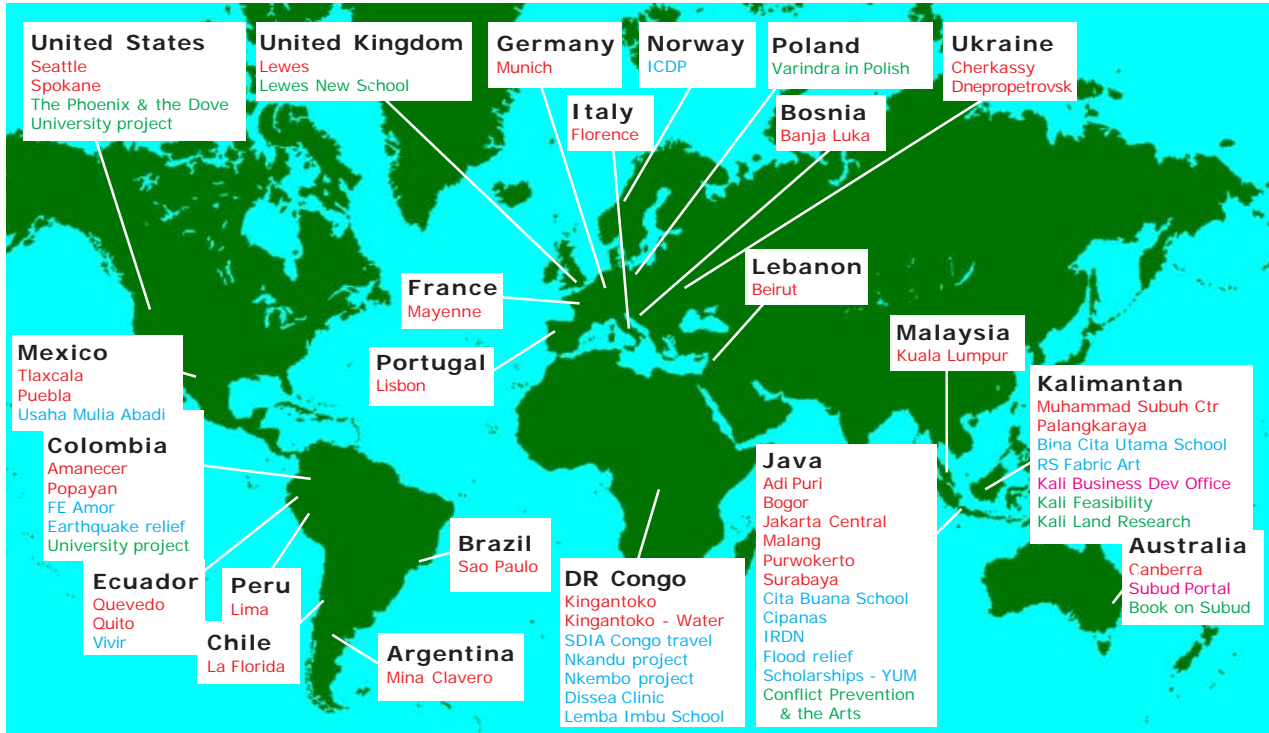 United States
Seattle
Spokane
The Phoenix & the Dove
University project
United Kingdom
Lewes
Lewes New School
Germany
Munich
Norway
ICDP
Poland
Varindra in Polish
Ukraine
Cherkassy
Dnepropetrovsk
Italy
Florence
Bosnia
Banja Luka
France
Mayenne
Lebanon
Beirut
Portugal
Lisbon
Malaysia
Kuala Lumpur
Mexico
Tlaxcala
Puebla
Usaha Mulia Abadi
Kalimantan
Muhammad Subuh Ctr
Palangkaraya
Bina Cita Utama School
RS Fabric Art
Kali Business Dev Office
Kali Feasibility
Kali Land Research
Colombia
Amanecer
Popayan
FE Amor
Earthquake relief
University project
Java
Adi Puri
Bogor
Jakarta Central
Malang
Purwokerto
Surabaya
Cita Buana School
Cipanas
IRDN
Flood relief
Scholarships - YUM
Conflict Prevention
& the Arts
Brazil
Sao Paulo
Australia
Canberra
Subud Portal
Book on Subud
Ecuador
Quevedo
Quito
Vivir
Peru
Lima
DR Congo
Kingantoko
Kingantoko - Water
SDIA Congo travel
Nkandu project
Nkembo project
Dissea Clinic
Lemba Imbu School
Chile
La Florida
Argentina
Mina Clavero